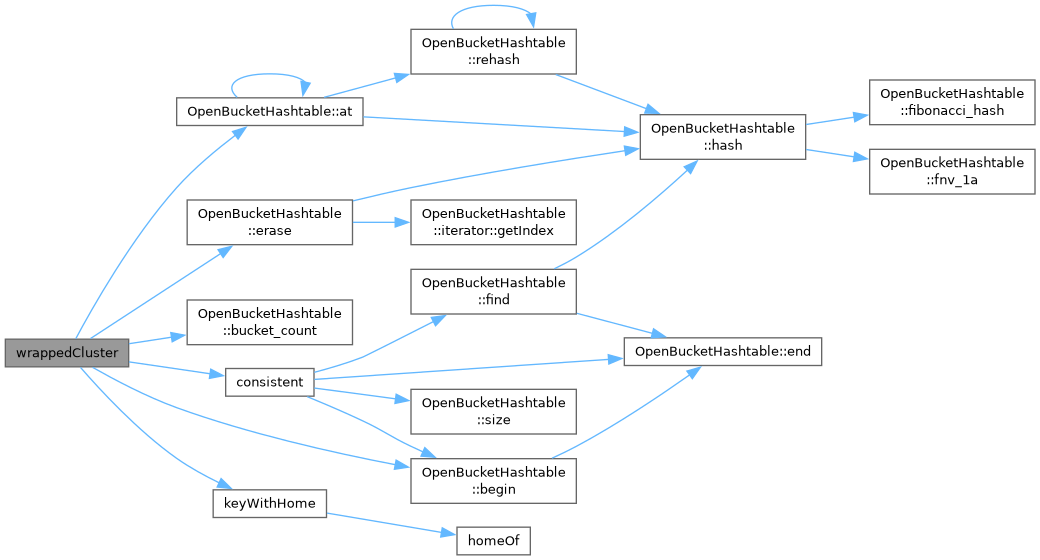 wrappedCluster
OpenBucketHashtable::at
OpenBucketHashtable
::erase
OpenBucketHashtable
::bucket_count
consistent
keyWithHome
OpenBucketHashtable
::rehash
OpenBucketHashtable
::iterator::getIndex
OpenBucketHashtable
::find
OpenBucketHashtable
::size
OpenBucketHashtable
::begin
homeOf
OpenBucketHashtable
::hash
OpenBucketHashtable::end
OpenBucketHashtable
::fibonacci_hash
OpenBucketHashtable
::fnv_1a